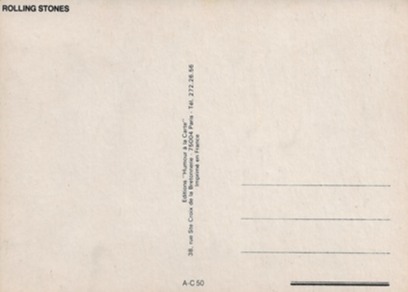 ROLLING STONES
Editions "Humour à la Carte"
38, rue Ste Croix de la Bretonnerie - 75004 Paris - Tél. 272.26.56
Imprimé en France
A-C 50